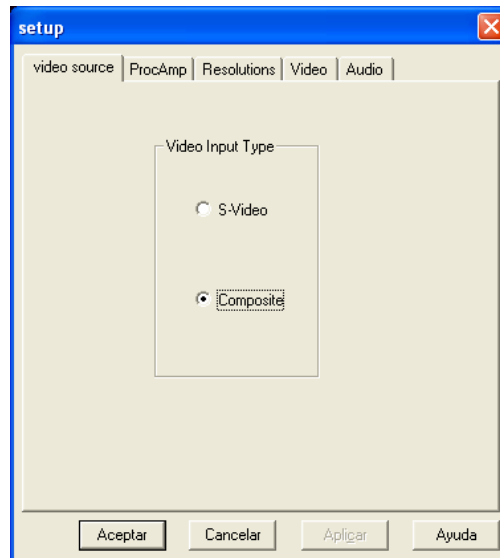 setup
video source ProcAmp Resolutions Video Audio
Video Input Type
S-Video
Composite
Aceptar Cancelar Aplicar Ayuda